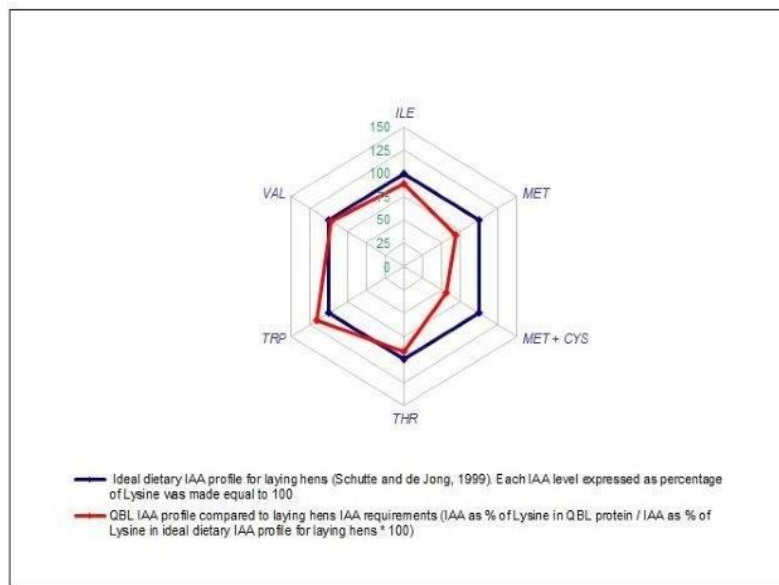 ILE
150
125
100
75
50
25
0
VAL
MET
TRP
MET + CYS
THR
Ideal dietary IAA profile for laying hens (Schutte and de Jong, 1999). Each IAA level expressed as percentage
of Lysine was made equal to 100
QBL IAA profile compared to laying hens IAA requirements (IAA as % of Lysine in QBL protein / IAA as % of
Lysine in ideal dietary IAA profile for laying hens * 100)